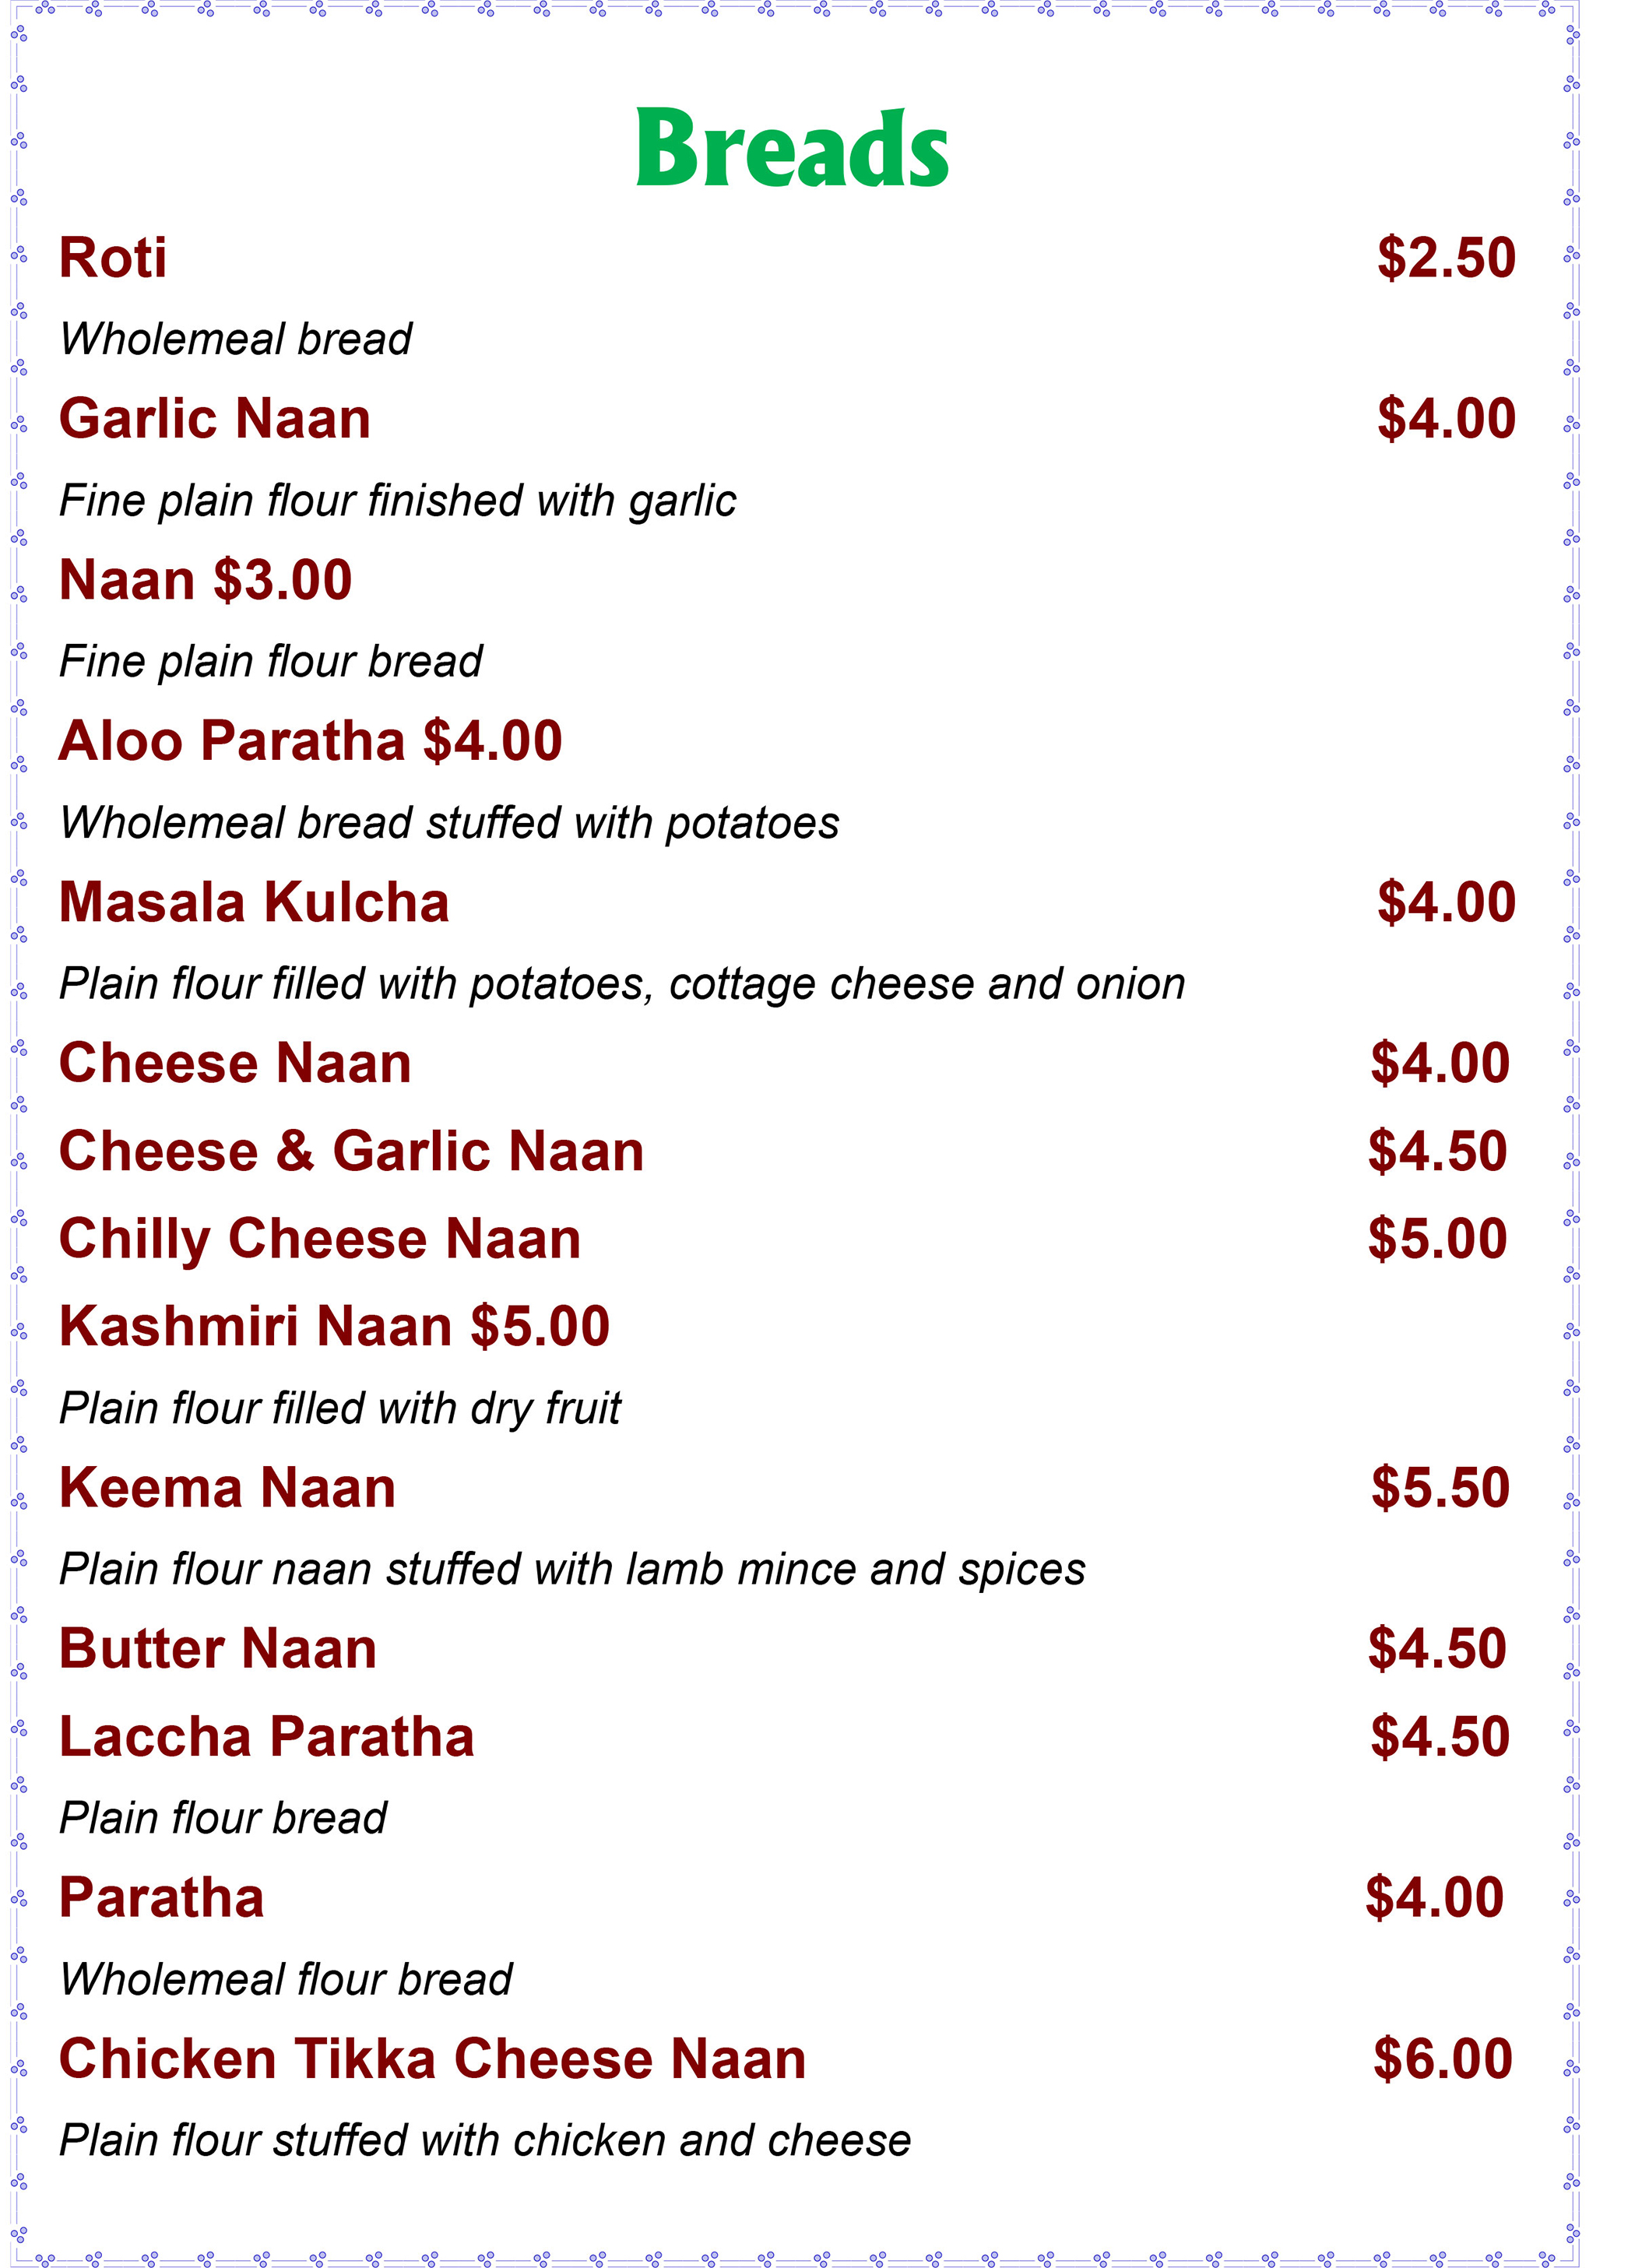 Breads
Roti $2.50
Wholemeal bread
Garlic Naan $4.00
Fine plain flour finished with garlic
Naan $3.00
Fine plain flour bread
Aloo Paratha $4.00
Wholemeal bread stuffed with potatoes
Masala Kulcha $4.00
Plain flour filled with potatoes, cottage cheese and onion
Cheese Naan $4.00
Cheese & Garlic Naan $4.50
Chilly Cheese Naan $5.00
Kashmiri Naan $5.00
Plain flour filled with dry fruit
Keema Naan $5.50
Plain flour naan stuffed with lamb mince and spices
Butter Naan $4.50
Laccha Paratha $4.50
Plain flour bread
Paratha $4.00
Wholemeal flour bread
Chicken Tikka Cheese Naan $6.00
Plain flour stuffed with chicken and cheese